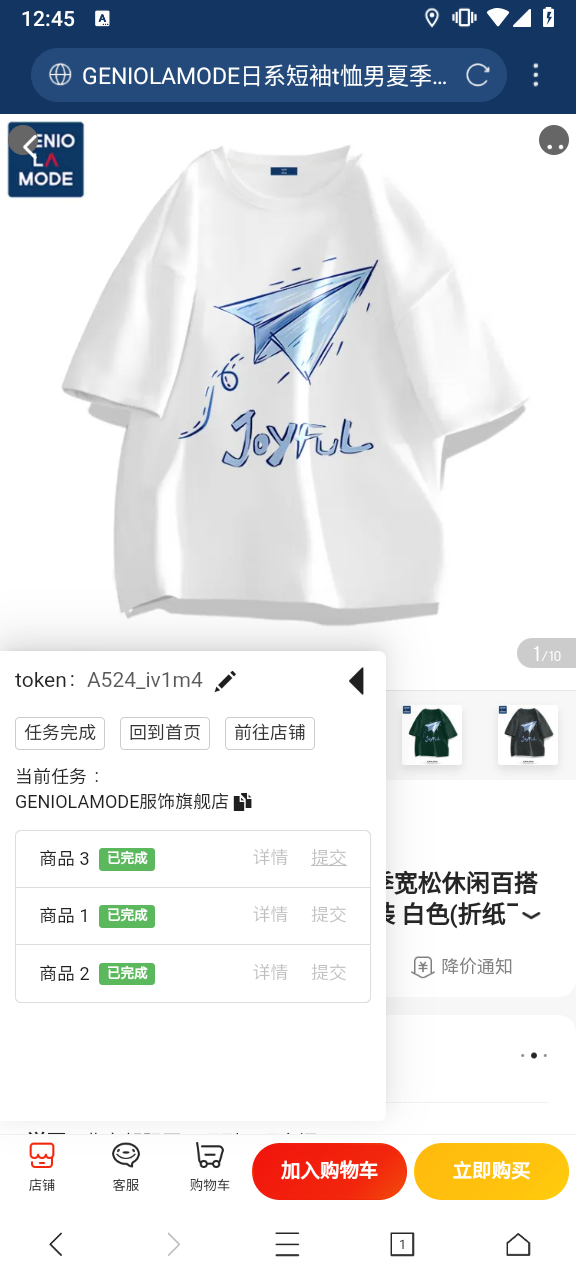 12:45
A
GENIOLAMODE日系短袖t恤男夏季...
GENIO
LA
MODE
JOYFUL
1/10
token： A524_iv1m4
任务完成 回到首页 前往店铺
当前任务：
GENIOLAMODE服饰旗舰店
商品 3 已完成 详情 提交
商品 1 已完成 详情 提交
商品 2 已完成 详情 提交
季宽松休闲百搭
装 白色(折纸
降价通知
店铺 客服 购物车 加入购物车 立即购买
1